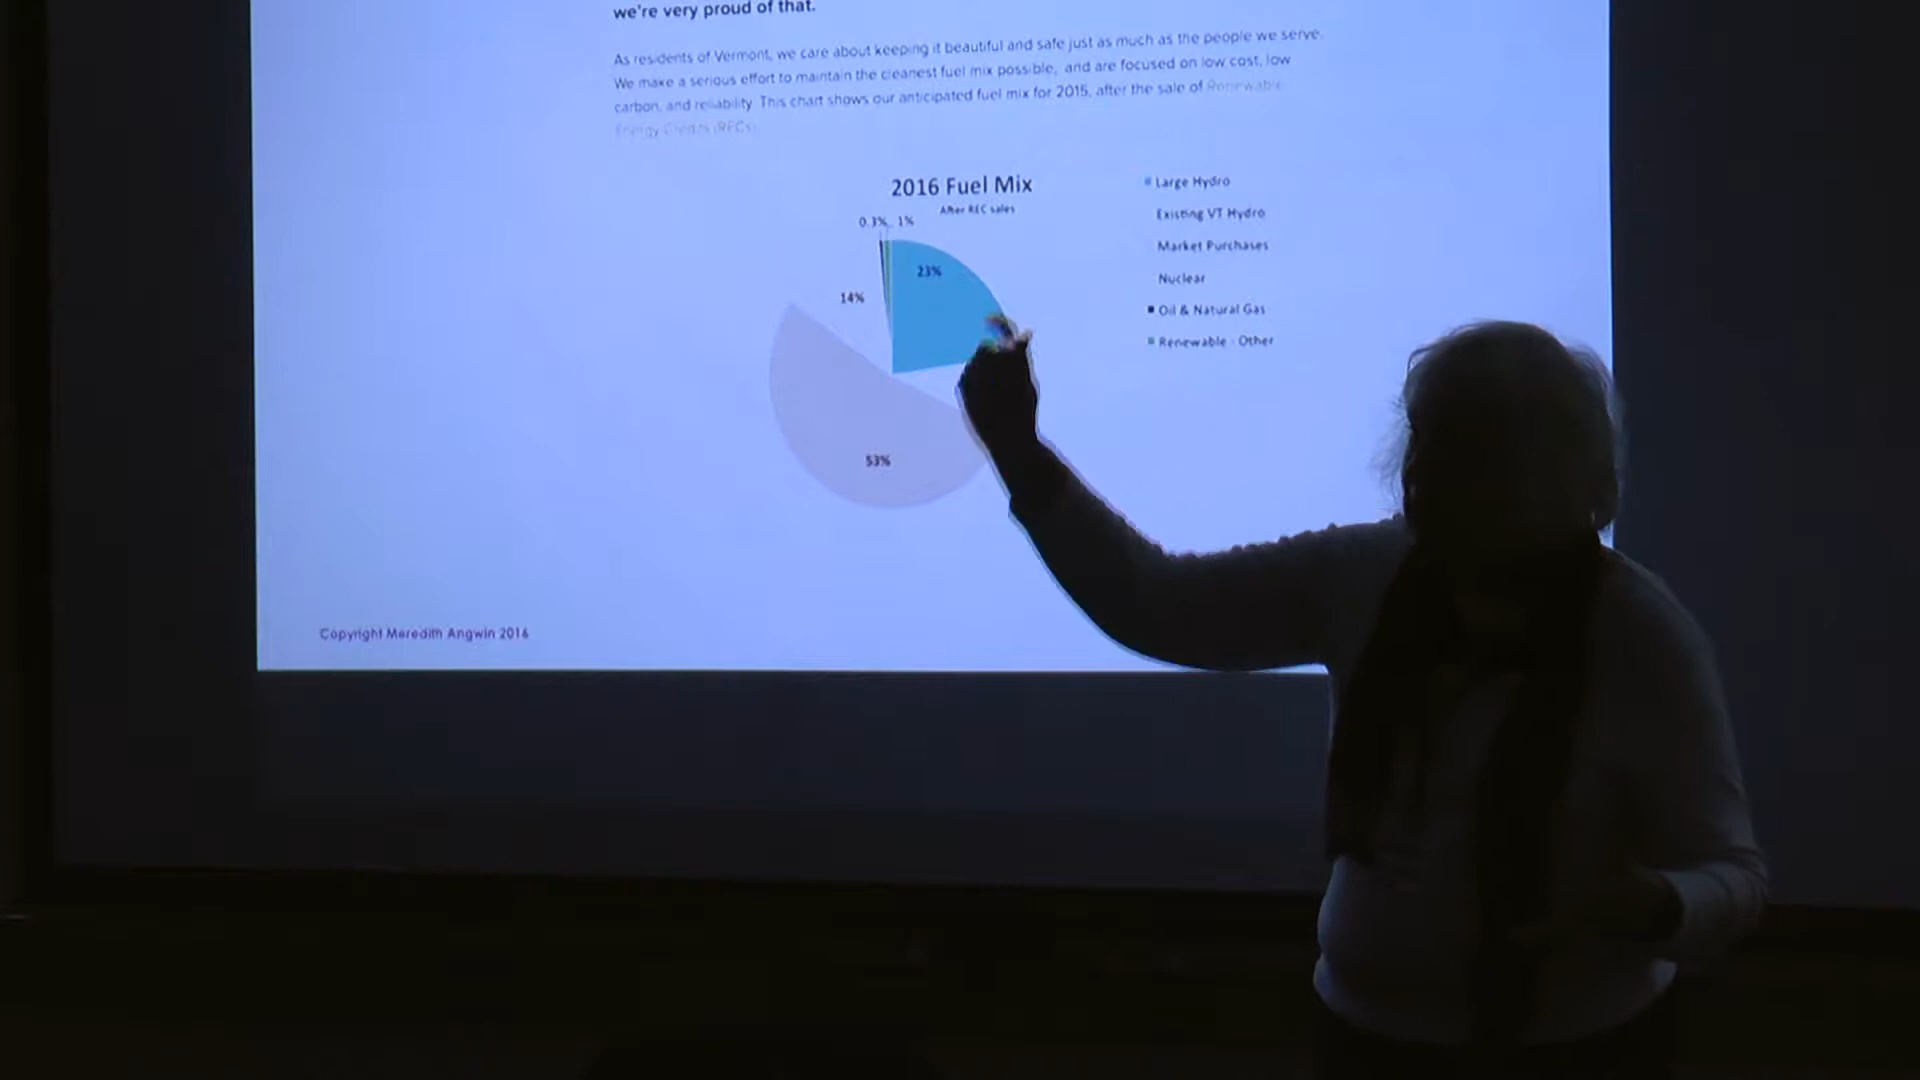 we're very proud of that.
As residents of Vermont, we care about keeping it beautiful and safe just as much as the people we serve.
We make a serious effort to maintain the cleanest fuel mix possible, and are focused on low cost, low
carbon, and reliability. This chart shows our anticipated fuel mix for 2015, after the sale of Renewable
Energy Credits (RECs).
2016 Fuel Mix
After REC sales
0.3% 1%
23%
14%
53%
Large Hydro
Existing VT Hydro
Market Purchases
Nuclear
Oil & Natural Gas
Renewable - Other
Copyright Meredith Angwin 2016